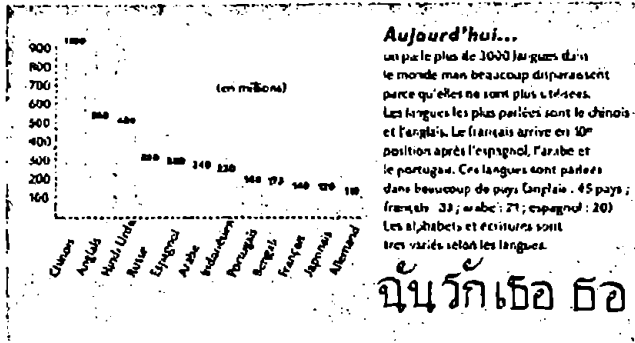 900
800
700
600
500
400
300
200
100
(en millions)
Chinois
Anglais
Hindi Urdu
Russe
Espagnol
Arabe
Indonésien
Portugais
Bengali
Français
Japonais
Allemand
Aujourd'hui...
on parle plus de 3000 langues dans
le monde mais beaucoup disparaissent
parce qu'elles ne sont plus utilisées.
Les langues les plus parlées sont le chinois
et l'anglais. Le français arrive en 10e
position après l'espagnol, l'arabe et
le portugais. Ces langues sont parlées
dans beaucoup de pays (anglais : 45 pays ;
français : 33 ; arabe : 21 ; espagnol : 20)
Les alphabets et écritures sont
très variés selon les langues.
ฉันรักเธอ ธอ